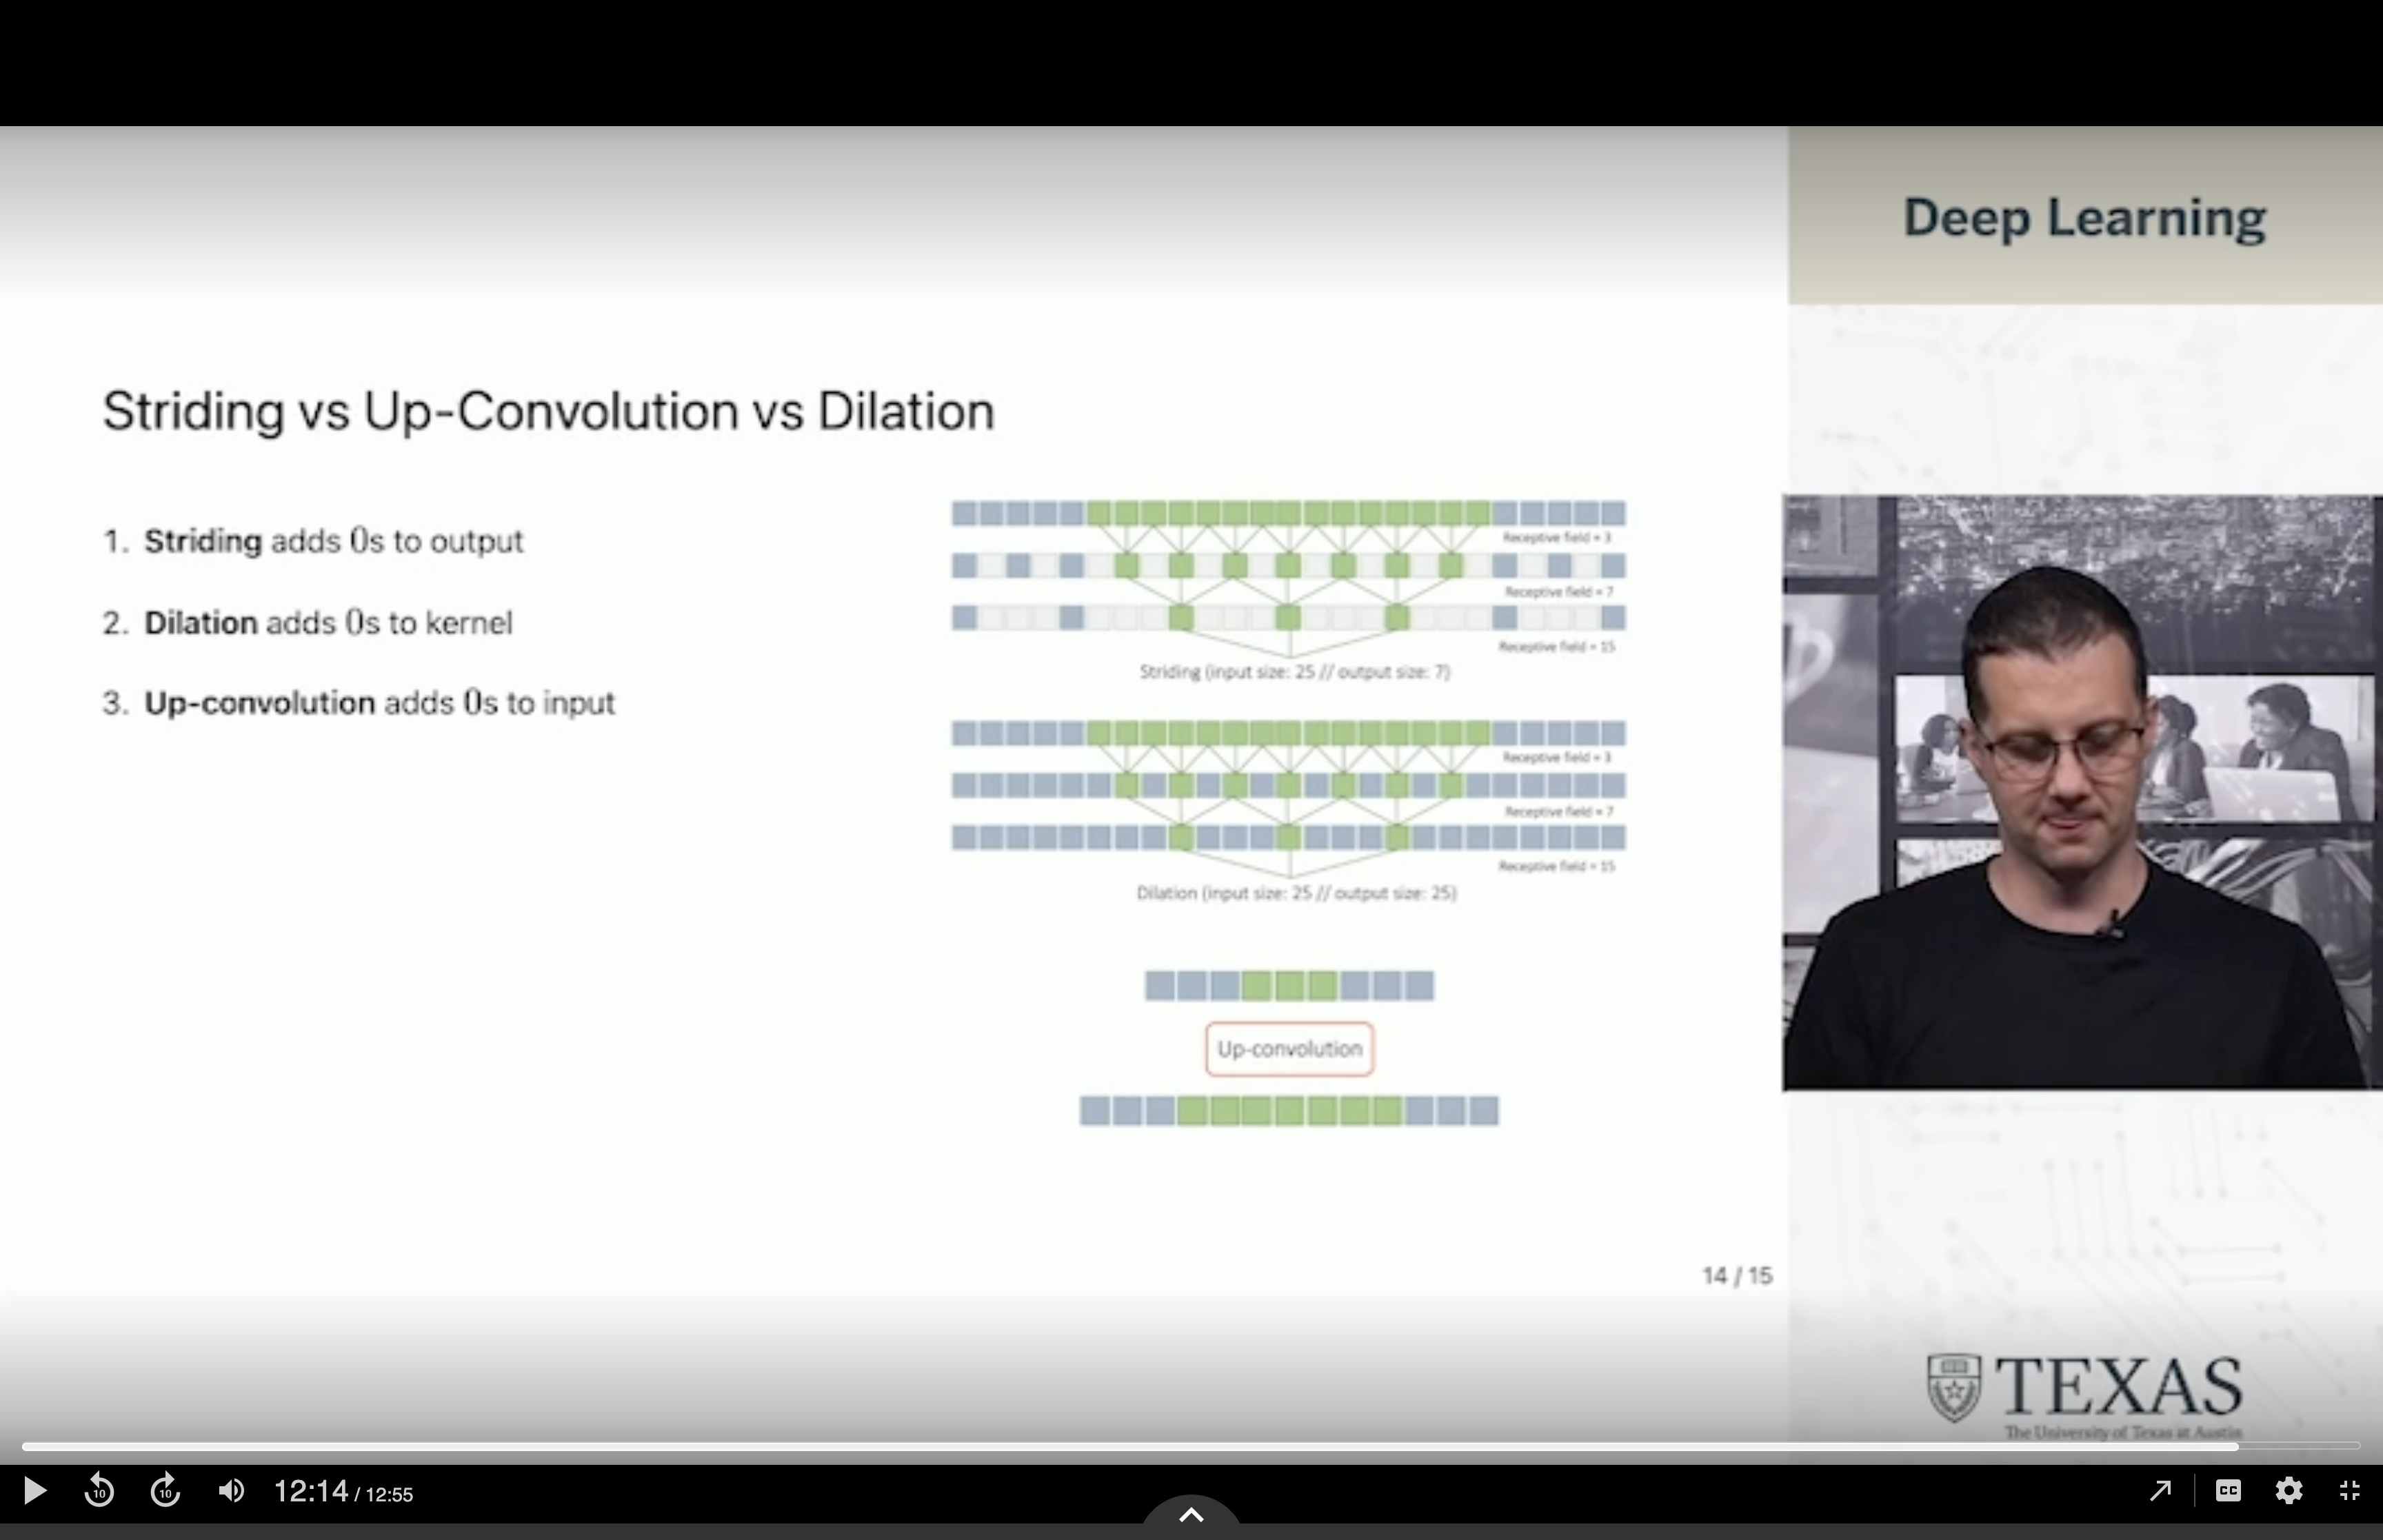 Deep Learning
Striding vs Up-Convolution vs Dilation
1. Striding adds 0s to output
2. Dilation adds 0s to kernel
3. Up-convolution adds 0s to input
Receptive field = 3
Receptive field = 7
Receptive field = 15
Striding (input size: 25 // output size: 7)
Receptive field = 3
Receptive field = 7
Receptive field = 15
Dilation (input size: 25 // output size: 25)
Up-convolution
14 / 15
TEXAS
The University of Texas at Austin
10
10
12:14 / 12:55
CC